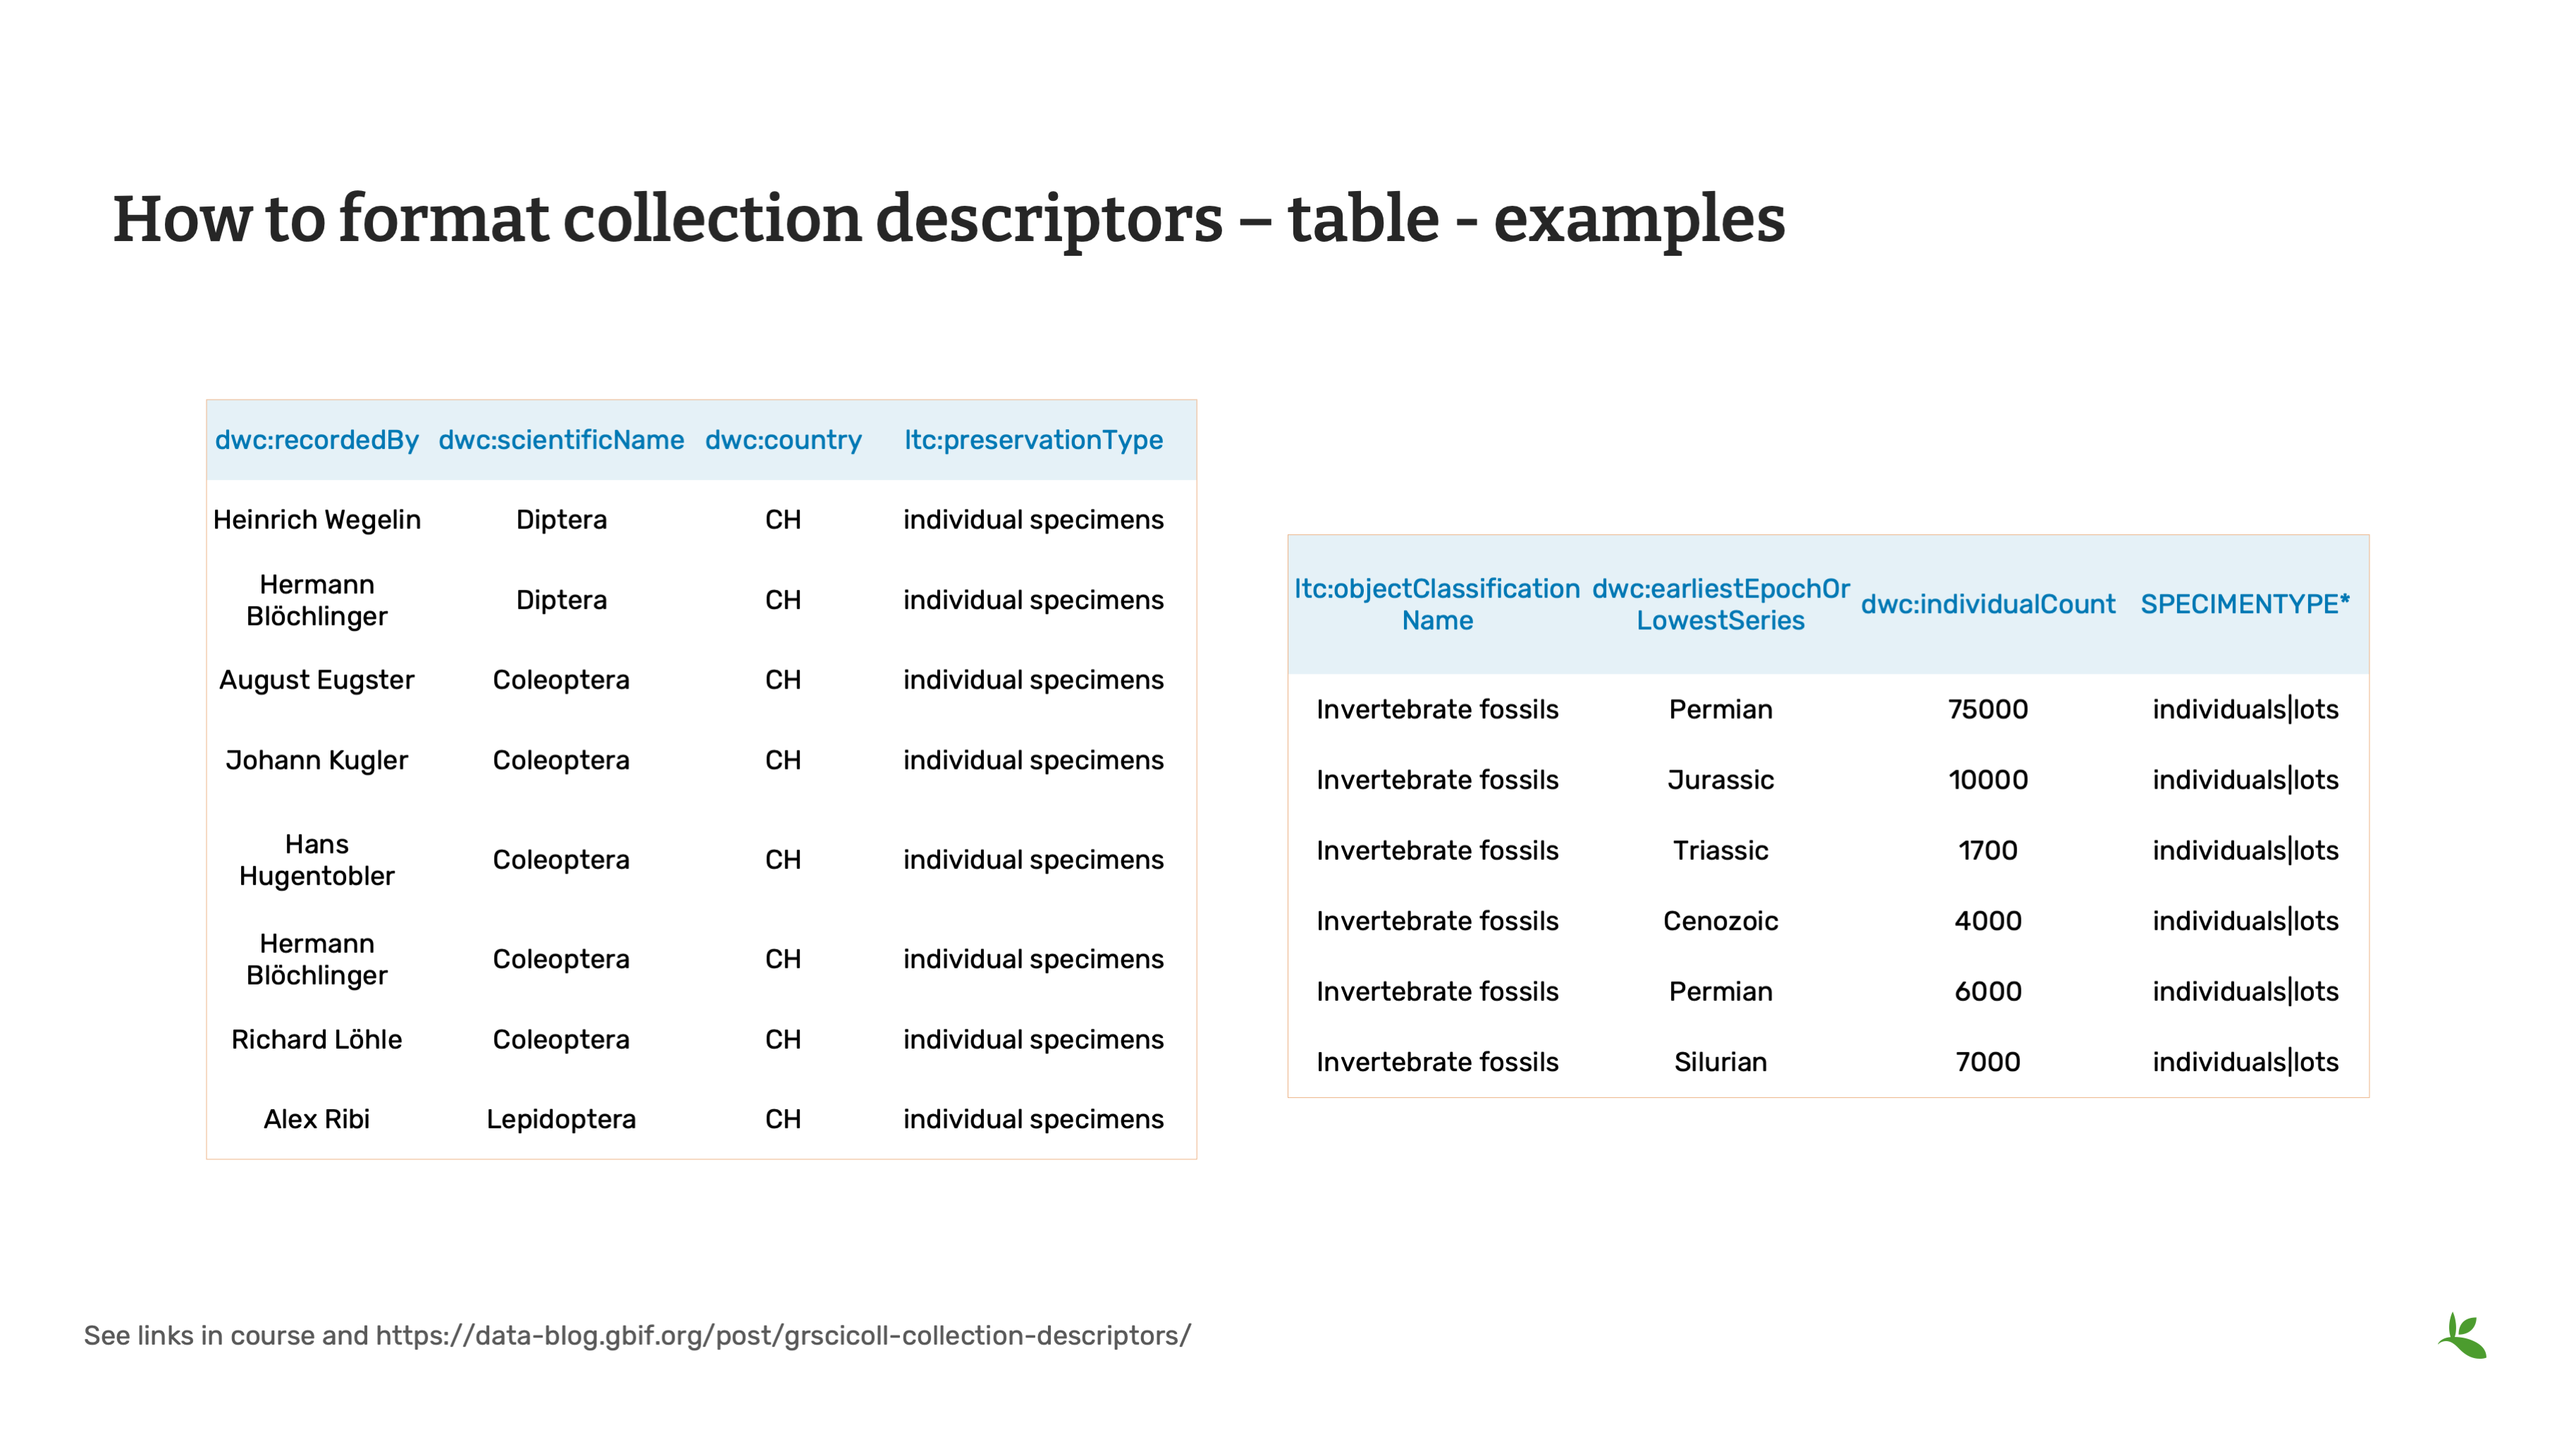 How to format collection descriptors – table - examples
dwc:recordedBy dwc:scientificName dwc:country ltc:preservationType
Heinrich Wegelin Diptera CH individual specimens
Hermann
Blöchlinger Diptera CH individual specimens
August Eugster Coleoptera CH individual specimens
Johann Kugler Coleoptera CH individual specimens
Hans
Hugentobler Coleoptera CH individual specimens
Hermann
Blöchlinger Coleoptera CH individual specimens
Richard Löhle Coleoptera CH individual specimens
Alex Ribi Lepidoptera CH individual specimens
ltc:objectClassification dwc:earliestEpochOr dwc:individualCount SPECIMENTYPE*
Name LowestSeries
Invertebrate fossils Permian 75000 individuals|lots
Invertebrate fossils Jurassic 10000 individuals|lots
Invertebrate fossils Triassic 1700 individuals|lots
Invertebrate fossils Cenozoic 4000 individuals|lots
Invertebrate fossils Permian 6000 individuals|lots
Invertebrate fossils Silurian 7000 individuals|lots
See links in course and https://data-blog.gbif.org/post/grscicoll-collection-descriptors/